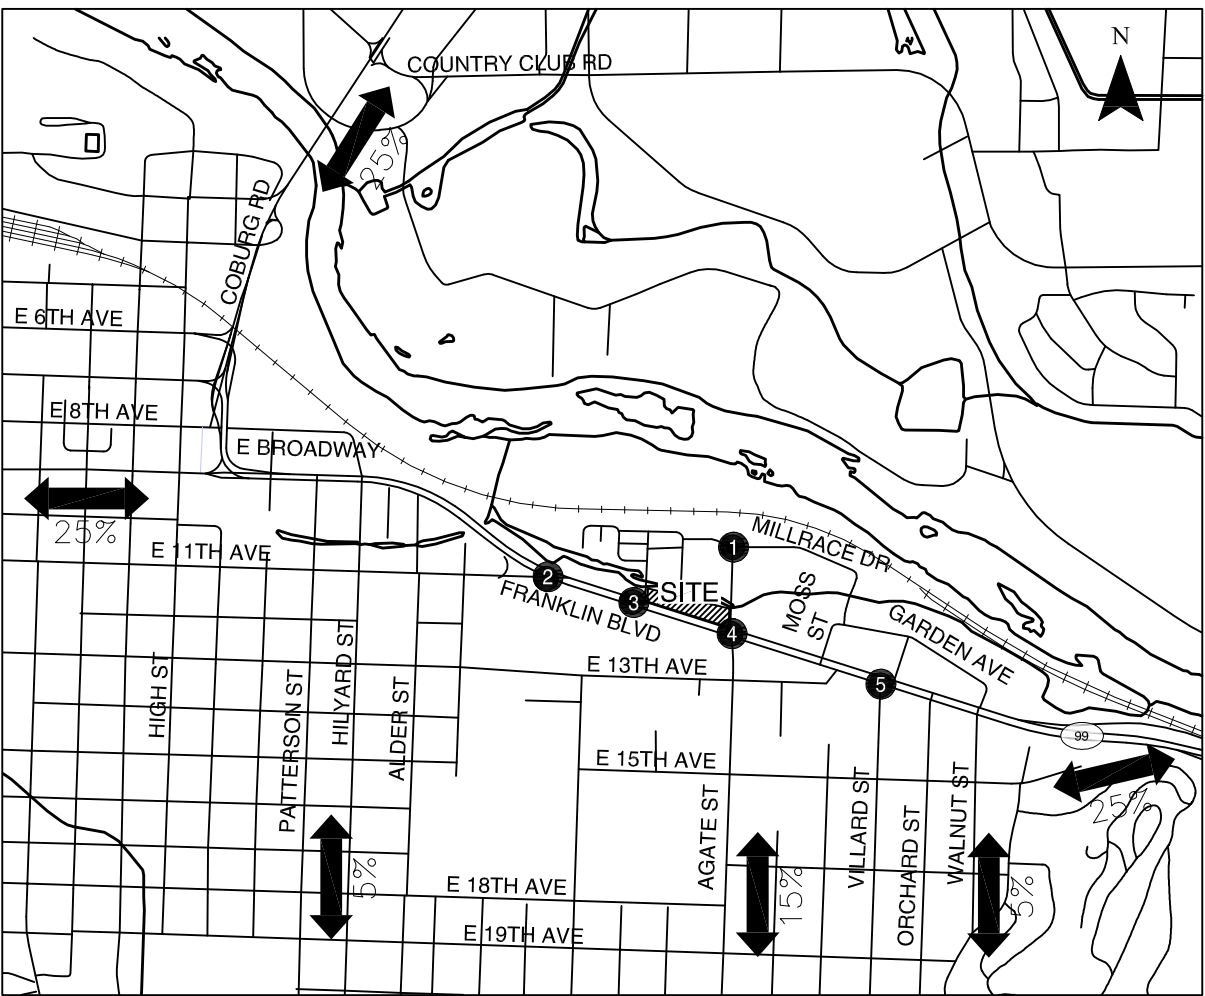 N
COUNTRY CLUB RD
25%
COBURG RD
E 6TH AVE
E 8TH AVE
E BROADWAY
25%
E 11TH AVE
MILLRACE DR
1
2
SITE
3
FRANKLIN BLVD
4
MOSS
ST
GARDEN AVE
E 13TH AVE
5
HIGH ST
PATTERSON ST
HILYARD ST
ALDER ST
99
E 15TH AVE
25%
AGATE ST
VILLARD ST
ORCHARD ST
WALNUT ST
5%
15%
5%
E 18TH AVE
E 19TH AVE